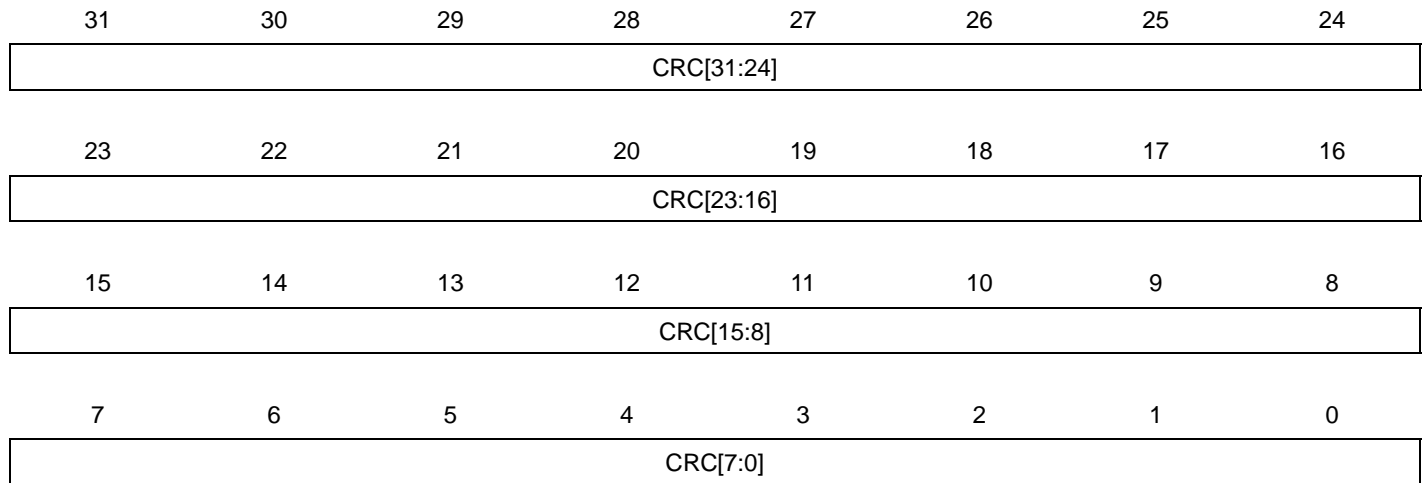 31 30 29 28 27 26 25 24
CRC[31:24]
23 22 21 20 19 18 17 16
CRC[23:16]
15 14 13 12 11 10 9 8
CRC[15:8]
7 6 5 4 3 2 1 0
CRC[7:0]